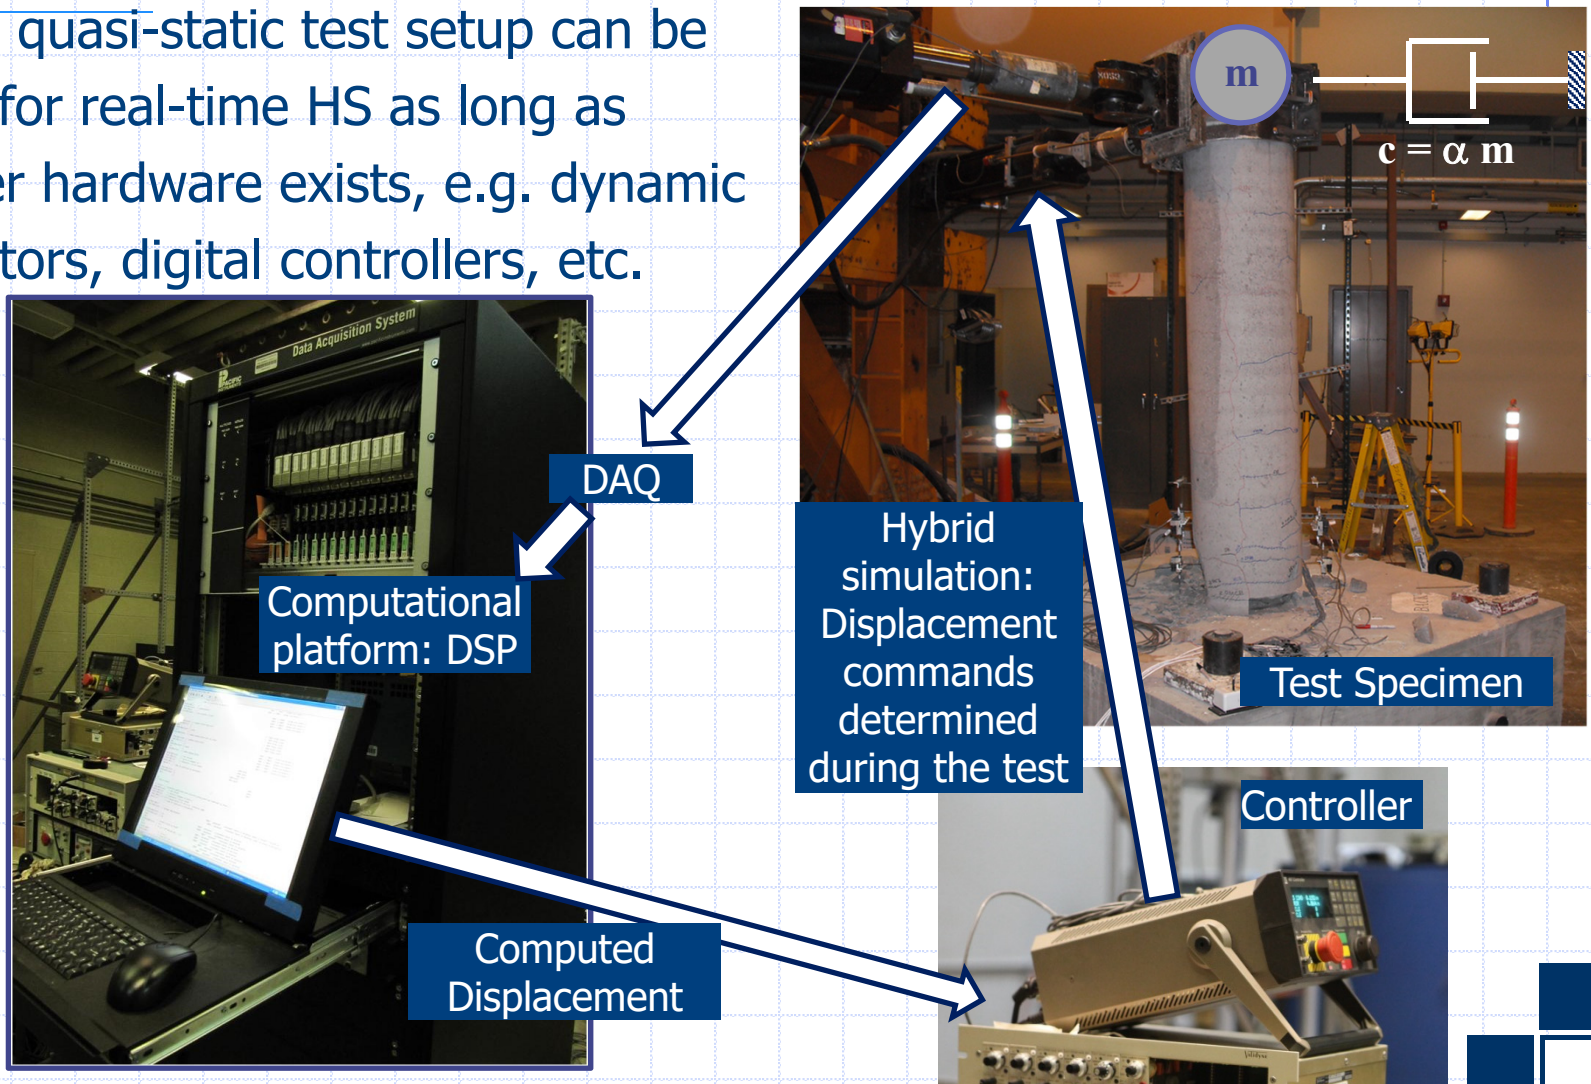 quasi-static test setup can be
for real-time HS as long as
er hardware exists, e.g. dynamic
tors, digital controllers, etc.
m
c = α m
Data Acquisition System
PACIFIC
INSTRUMENTS
DAQ
Computational
platform: DSP
Hybrid
simulation:
Displacement
commands
determined
during the test
Test Specimen
Controller
Computed
Displacement